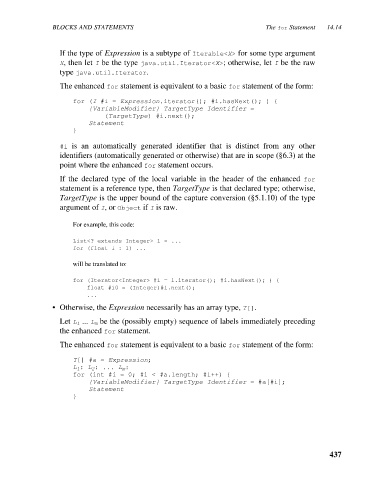 BLOCKS AND STATEMENTS The for Statement 14.14
If the type of Expression is a subtype of Iterable<X> for some type argument
X, then let I be the type java.util.Iterator<X>; otherwise, let I be the raw
type java.util.Iterator.
The enhanced for statement is equivalent to a basic for statement of the form:
for (I #i = Expression.iterator(); #i.hasNext(); ) {
{VariableModifier} TargetType Identifier =
(TargetType) #i.next();
Statement
}
#i is an automatically generated identifier that is distinct from any other
identifiers (automatically generated or otherwise) that are in scope (§6.3) at the
point where the enhanced for statement occurs.
If the declared type of the local variable in the header of the enhanced for
statement is a reference type, then TargetType is that declared type; otherwise,
TargetType is the upper bound of the capture conversion (§5.1.10) of the type
argument of I, or Object if I is raw.
For example, this code:
List<? extends Integer> l = ...
for (float i : l) ...
will be translated to:
for (Iterator<Integer> #i = l.iterator(); #i.hasNext(); ) {
float #i0 = (Integer)#i.next();
...
• Otherwise, the Expression necessarily has an array type, T[].
Let L1 ... Lm be the (possibly empty) sequence of labels immediately preceding
the enhanced for statement.
The enhanced for statement is equivalent to a basic for statement of the form:
T[] #a = Expression;
L1: L2: ... Lm:
for (int #i = 0; #i < #a.length; #i++) {
{VariableModifier} TargetType Identifier = #a[#i];
Statement
}
437